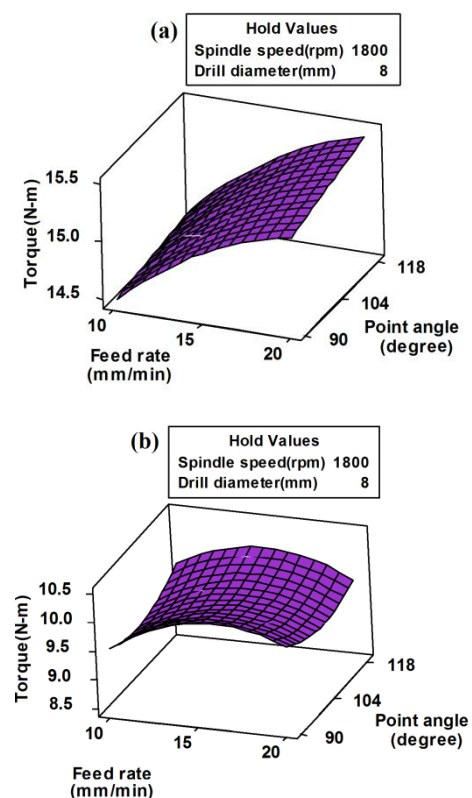 (a)
Hold Values
Spindle speed(rpm) 1800
Drill diameter(mm) 8
15.5
15.0
14.5
Torque(N-m)
10
15
20
Feed rate
(mm/min)
90
104
118
Point angle
(degree)
(b)
Hold Values
Spindle speed(rpm) 1800
Drill diameter(mm) 8
10.5
10.0
9.5
9.0
8.5
Torque(N-m)
10
15
20
Feed rate
(mm/min)
90
104
118
Point angle
(degree)